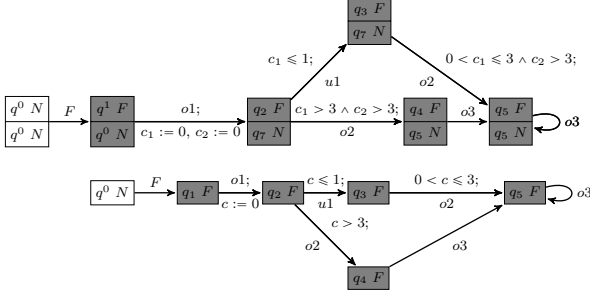 q₃ F
q₇ N
c₁ ⩽ 1;
0 < c₁ ⩽ 3 ∧ c₂ > 3;
u1
o2
q⁰ N
F
q¹ F
o1;
q₂ F
c₁ > 3 ∧ c₂ > 3;
q₄ F
o3
q₅ F
o3
q⁰ N
q⁰ N
c₁ := 0, c₂ := 0
q₇ N
o2
q₅ N
q₅ N
q⁰ N
F
q₁ F
o1;
c := 0
q₂ F
c ⩽ 1;
u1
q₃ F
0 < c ⩽ 3;
o2
q₅ F
o3
c > 3;
o2
o3
q₄ F